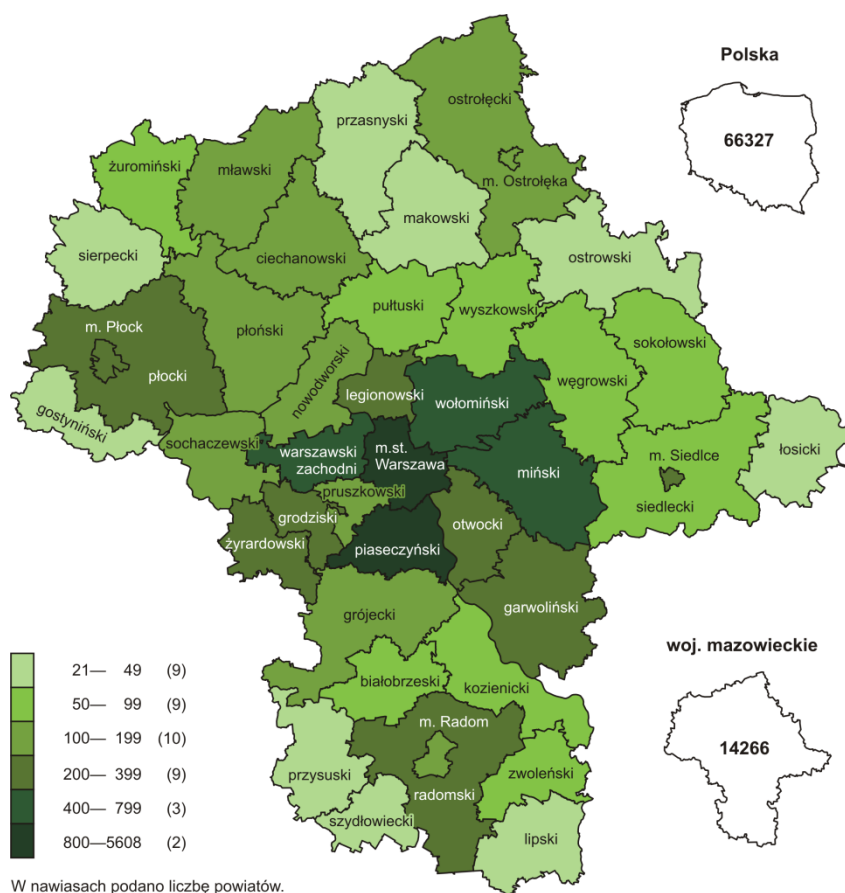 Polska
66327
ostrołęcki
przasnyski
żuromiński
mławski
m. Ostrołęka
makowski
sierpecki
ciechanowski
ostrowski
pułtuski
wyszkowski
m. Płock
płoński
sokołowski
płocki
nowodworski
legionowski
wołomiński
węgrowski
gostyniński
sochaczewski
warszawski
zachodni
m.st.
Warszawa
miński
m. Siedlce
łosicki
pruszkowski
siedlecki
grodziski
otwocki
żyrardowski
piaseczyński
garwoliński
grójecki
woj. mazowieckie
14266
białobrzeski
kozienicki
m. Radom
przysuski
zwoleński
radomski
szydłowiecki
lipski
21— 49 (9)
50— 99 (9)
100— 199 (10)
200— 399 (9)
400— 799 (3)
800—5608 (2)
W nawiasach podano liczbę powiatów.